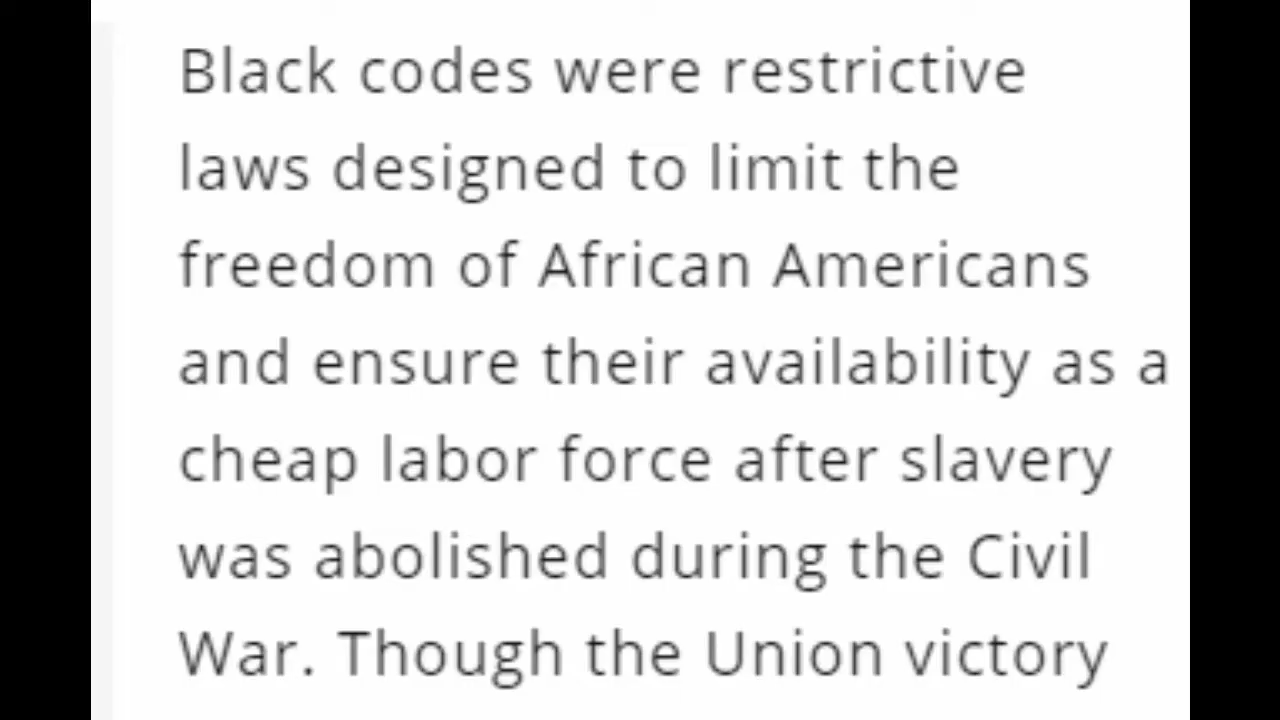 Black codes were restrictive
laws designed to limit the
freedom of African Americans
and ensure their availability as a
cheap labor force after slavery
was abolished during the Civil
War. Though the Union victory